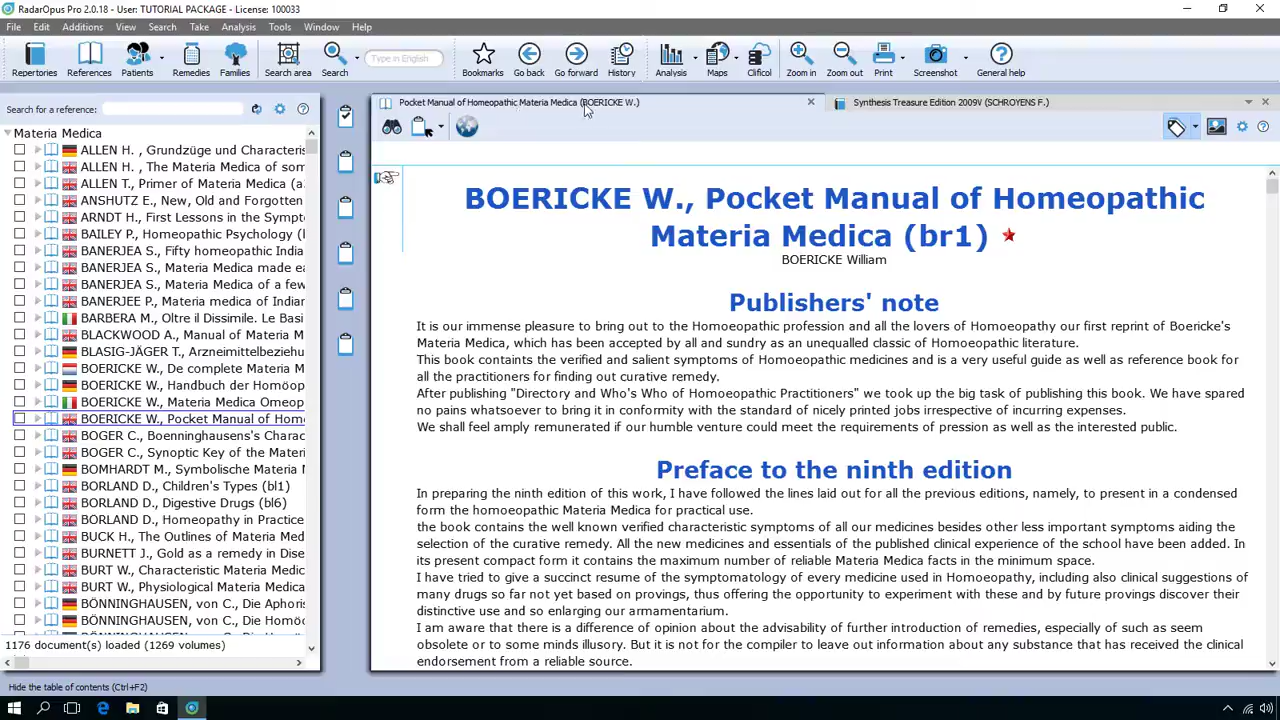 RadarOpus Pro 2.0.18 - User: TUTORIAL PACKAGE - License: 100033
File Edit Additions View Search Take Analysis Tools Window Help
Repertories References Patients Remedies Families Search area Search Type in English Bookmarks Go back Go forward History Analysis Maps Clificol Zoom in Zoom out Print Screenshot General help
Search for a reference:
Materia Medica
ALLEN H. , Grundzüge und Characteris
ALLEN H. , The Materia Medica of som
ALLEN T., Primer of Materia Medica (a
ANSHUTZ E., New, Old and Forgotten
ARNDT H., First Lessons in the Sympto
BAILEY P., Homeopathic Psychology (
BANERJEA S., Fifty homeopathic India
BANERJEA S., Materia Medica made ea
BANERJEA S., Materia Medica of a few
BANERJEE P., Materia medica of Indian
BARBERA M., Oltre il Dissimile. Le Basi
BLACKWOOD A., Manual of Materia M
BLASIG-JÄGER T., Arzneimittelbeziehu
BOERICKE W., De complete Materia M
BOERICKE W., Handbuch der Homöop
BOERICKE W., Materia Medica Omeop
BOERICKE W., Pocket Manual of Home
BOGER C., Boenninghausens's Charac
BOGER C., Synoptic Key of the Materi
BOMHARDT M., Symbolische Materia M
BORLAND D., Children's Types (bl1)
BORLAND D., Digestive Drugs (bl6)
BORLAND D., Homeopathy in Practice
BUCK H., The Outlines of Materia Med
BURNETT J., Gold as a remedy in Dise
BURT W., Characteristic Materia Medic
BURT W., Physiological Materia Medica
BÖNNINGHAUSEN, von C., Die Aphoris
BÖNNINGHAUSEN, von C., Die Homöo
1176 document(s) loaded (1269 volumes)
Hide the table of contents (Ctrl+F2)
Pocket Manual of Homeopathic Materia Medica (BOERICKE W.)
Synthesis Treasure Edition 2009V (SCHROYENS F.)
BOERICKE W., Pocket Manual of Homeopathic
Materia Medica (br1)
BOERICKE William
Publishers' note
It is our immense pleasure to bring out to the Homoeopathic profession and all the lovers of Homoeopathy our first reprint of Boericke's
Materia Medica, which has been accepted by all and sundry as an unequalled classic of Homoeopathic literature.
This book containts the verified and salient symptoms of Homoeopathic medicines and is a very useful guide as well as reference book for
all the practitioners for finding out curative remedy.
After publishing "Directory and Who's Who of Homoeopathic Practitioners" we took up the big task of publishing this book. We have spared
no pains whatsoever to bring it in conformity with the standard of nicely printed jobs irrespective of incurring expenses.
We shall feel amply remunerated if our humble venture could meet the requirements of pression as well as the interested public.
Preface to the ninth edition
In preparing the ninth edition of this work, I have followed the lines laid out for all the previous editions, namely, to present in a condensed
form the homoeopathic Materia Medica for practical use.
the book contains the well known verified characteristic symptoms of all our medicines besides other less important symptoms aiding the
selection of the curative remedy. All the new medicines and essentials of the published clinical experience of the school have been added. In
its present compact form it contains the maximum number of reliable Materia Medica facts in the minimum space.
I have tried to give a succinct resume of the symptomatology of every medicine used in Homoeopathy, including also clinical suggestions of
many drugs so far not yet based on provings, thus offering the opportunity to experiment with these and by future provings discover their
distinctive use and so enlarging our armamentarium.
I am aware that there is a difference of opinion about the advisability of further introduction of remedies, especially of such as seem
obsolete or to some minds illusory. But it is not for the compiler to leave out information about any substance that has received the clinical
endorsement from a reliable source.